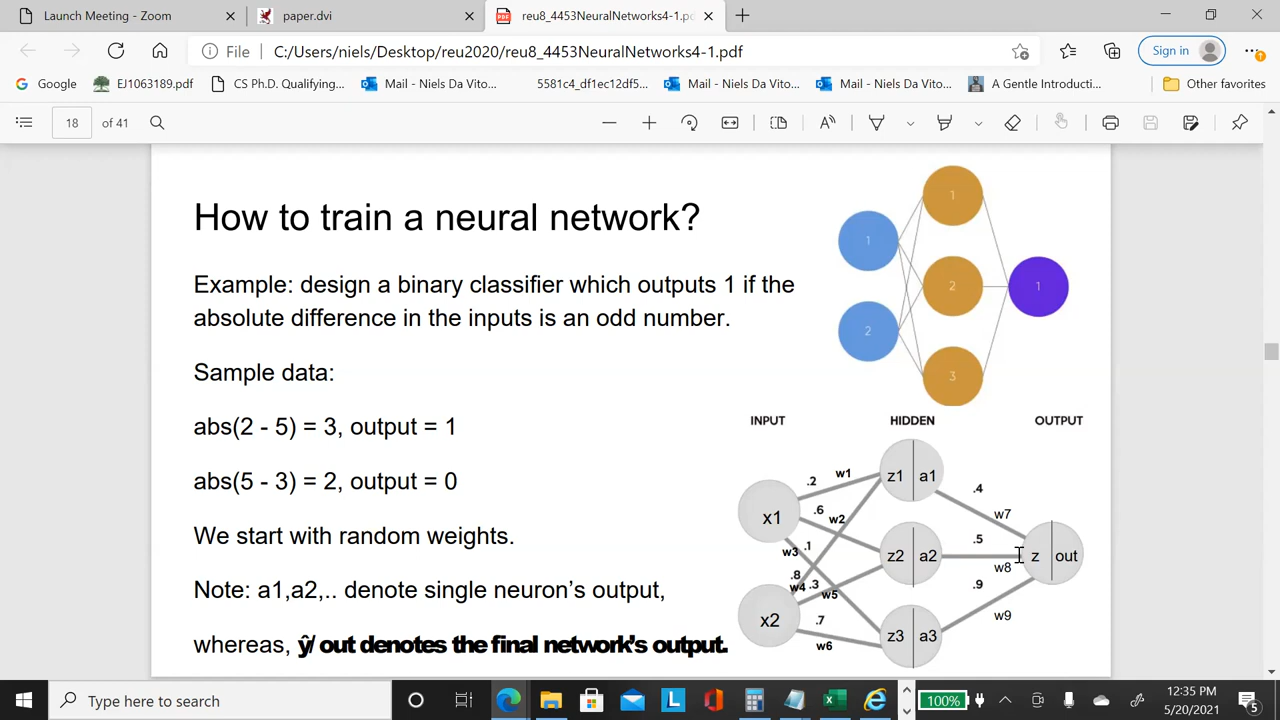 Launch Meeting - Zoom
paper.dvi
reu8_4453NeuralNetworks4-1.pd
File C:/Users/niels/Desktop/reu2020/reu8_4453NeuralNetworks4-1.pdf
Sign in
Google
EJ1063189.pdf
CS Ph.D. Qualifying...
Mail - Niels Da Vito...
5581c4_df1ec12df5...
Mail - Niels Da Vito...
Mail - Niels Da Vito...
A Gentle Introducti...
Other favorites
18 of 41
How to train a neural network?
Example: design a binary classifier which outputs 1 if the
absolute difference in the inputs is an odd number.
Sample data:
abs(2 - 5) = 3, output = 1
abs(5 - 3) = 2, output = 0
We start with random weights.
Note: a1,a2,.. denote single neuron’s output,
whereas, ŷ/ out denotes the final network’s output.
1
1
2
1
2
3
INPUT HIDDEN OUTPUT
.2 w1
z1 a1
.4
x1
.6
w2
w7
w3 .1
.5
z2 a2
z out
w8
.8
w4 .3
w5
.9
x2
.7
w9
w6
z3 a3
Type here to search
100%
12:35 PM
5/20/2021
5